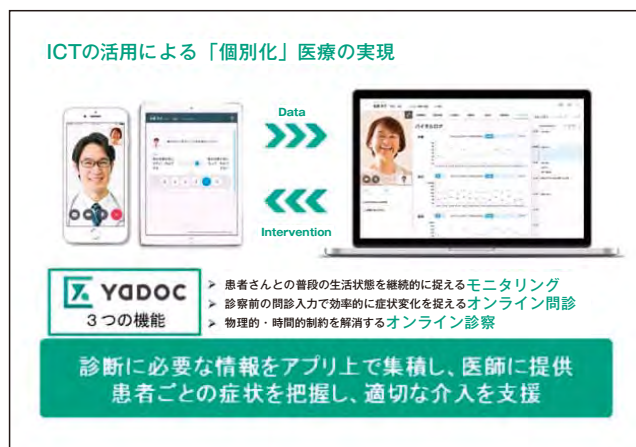 ICTの活用による「個別化」医療の実現
Data
Intervention
バイタルログ
YaDOC
3つの機能
➢ 患者さんとの普段の生活状態を継続的に捉えるモニタリング
➢ 診察前の問診入力で効率的に症状変化を捉えるオンライン問診
➢ 物理的・時間的制約を解消するオンライン診察
診断に必要な情報をアプリ上で集積し、医師に提供
患者ごとの症状を把握し、適切な介入を支援